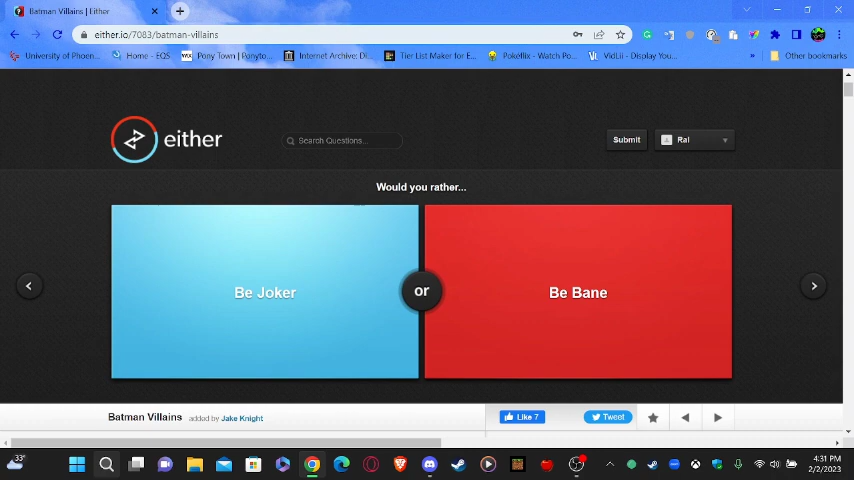 Batman Villains | Either
either.io/7083/batman-villains
University of Phoen...
Home - EQS
Pony Town | Ponyto...
Internet Archive: Di...
Tier List Maker for E...
Pokéflix - Watch Po...
VidLii - Display You...
»
Other bookmarks
either
Search Questions...
Submit
Ral
Would you rather...
Be Joker
or
Be Bane
Batman Villains added by Jake Knight
Like 7
Tweet
33°
4:31 PM
2/2/2023